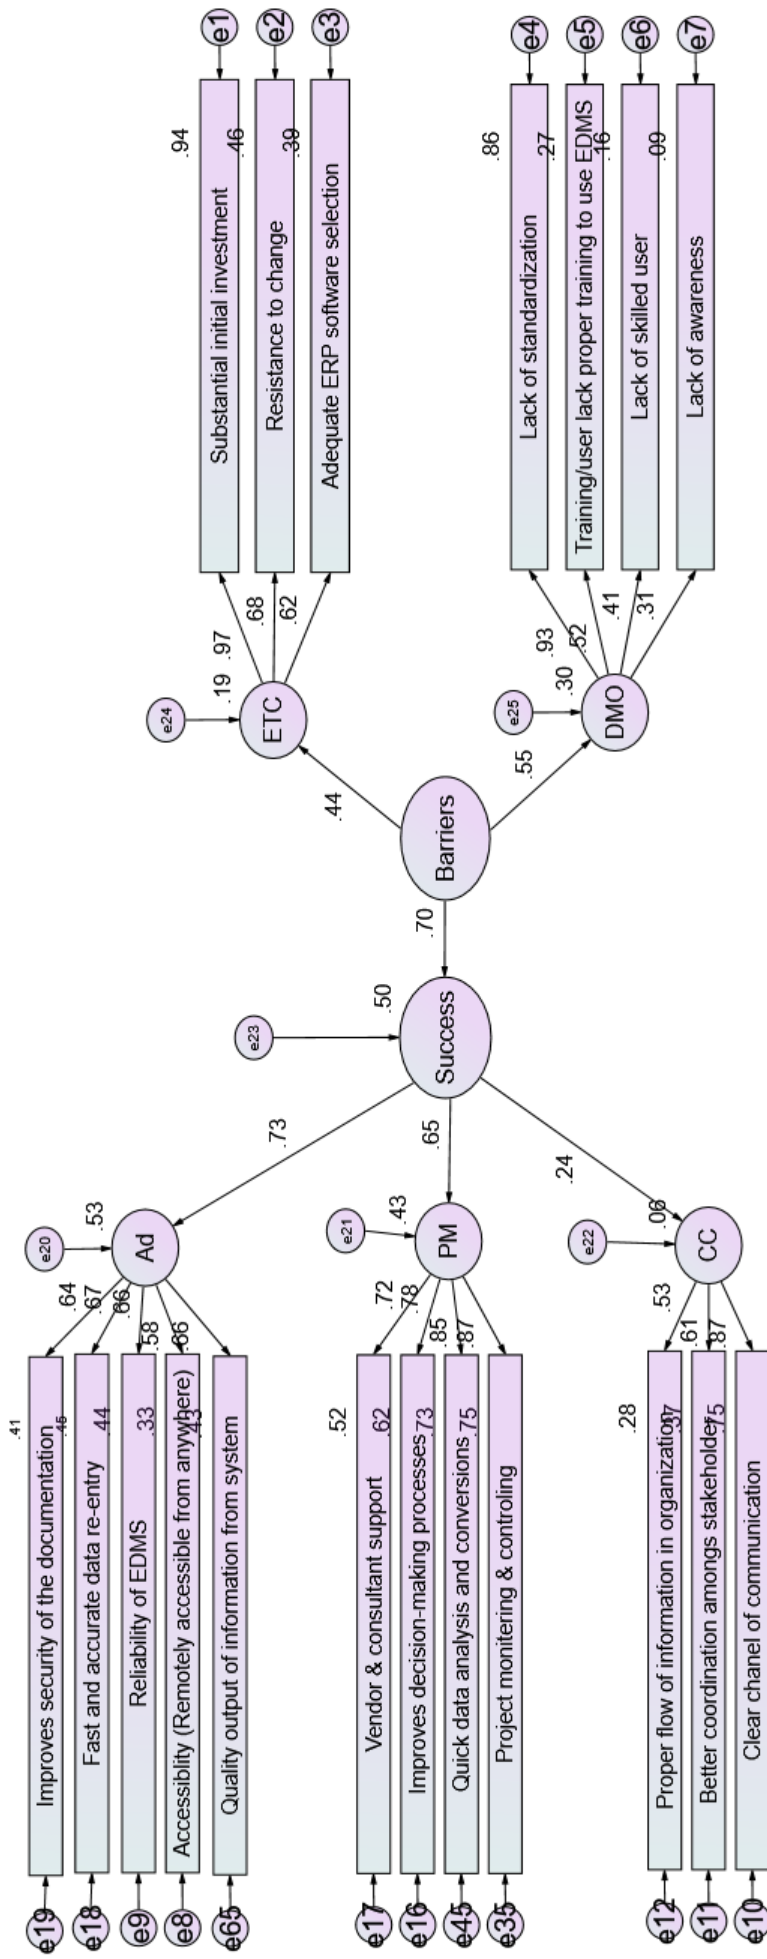 e19
Improves security of the documentation
.41
.64
e18
Fast and accurate data re-entry
.45
.67
e9
Reliability of EDMS
.44
.66
e8
Accessiblity (Remotely accessible from anywhere)
.33
.58
e65
Quality output of information from system
.43
.66
e20
.53
Ad
.73
e17
Vendor & consultant support
.52
.72
e16
Improves decision-making processes
.62
.78
e45
Quick data analysis and conversions
.73
.85
e35
Project monitering & controling
.75
.87
e21
.43
PM
.65
e12
Proper flow of information in organization
.28
.53
e11
Better coordination amongs stakeholder
.37
.61
e10
Clear chanel of communication
.75
.87
e22
.06
CC
.24
e23
.50
Success
.70
Barriers
.44
.55
e24
.19
ETC
.97
.68
.62
Substantial initial investment
.94
e1
Resistance to change
.46
e2
Adequate ERP software selection
.39
e3
e25
.30
DMO
.93
.52
.41
.31
Lack of standardization
.86
e4
Training/user lack proper training to use EDMS
.27
e5
Lack of skilled user
.16
e6
Lack of awareness
.09
e7